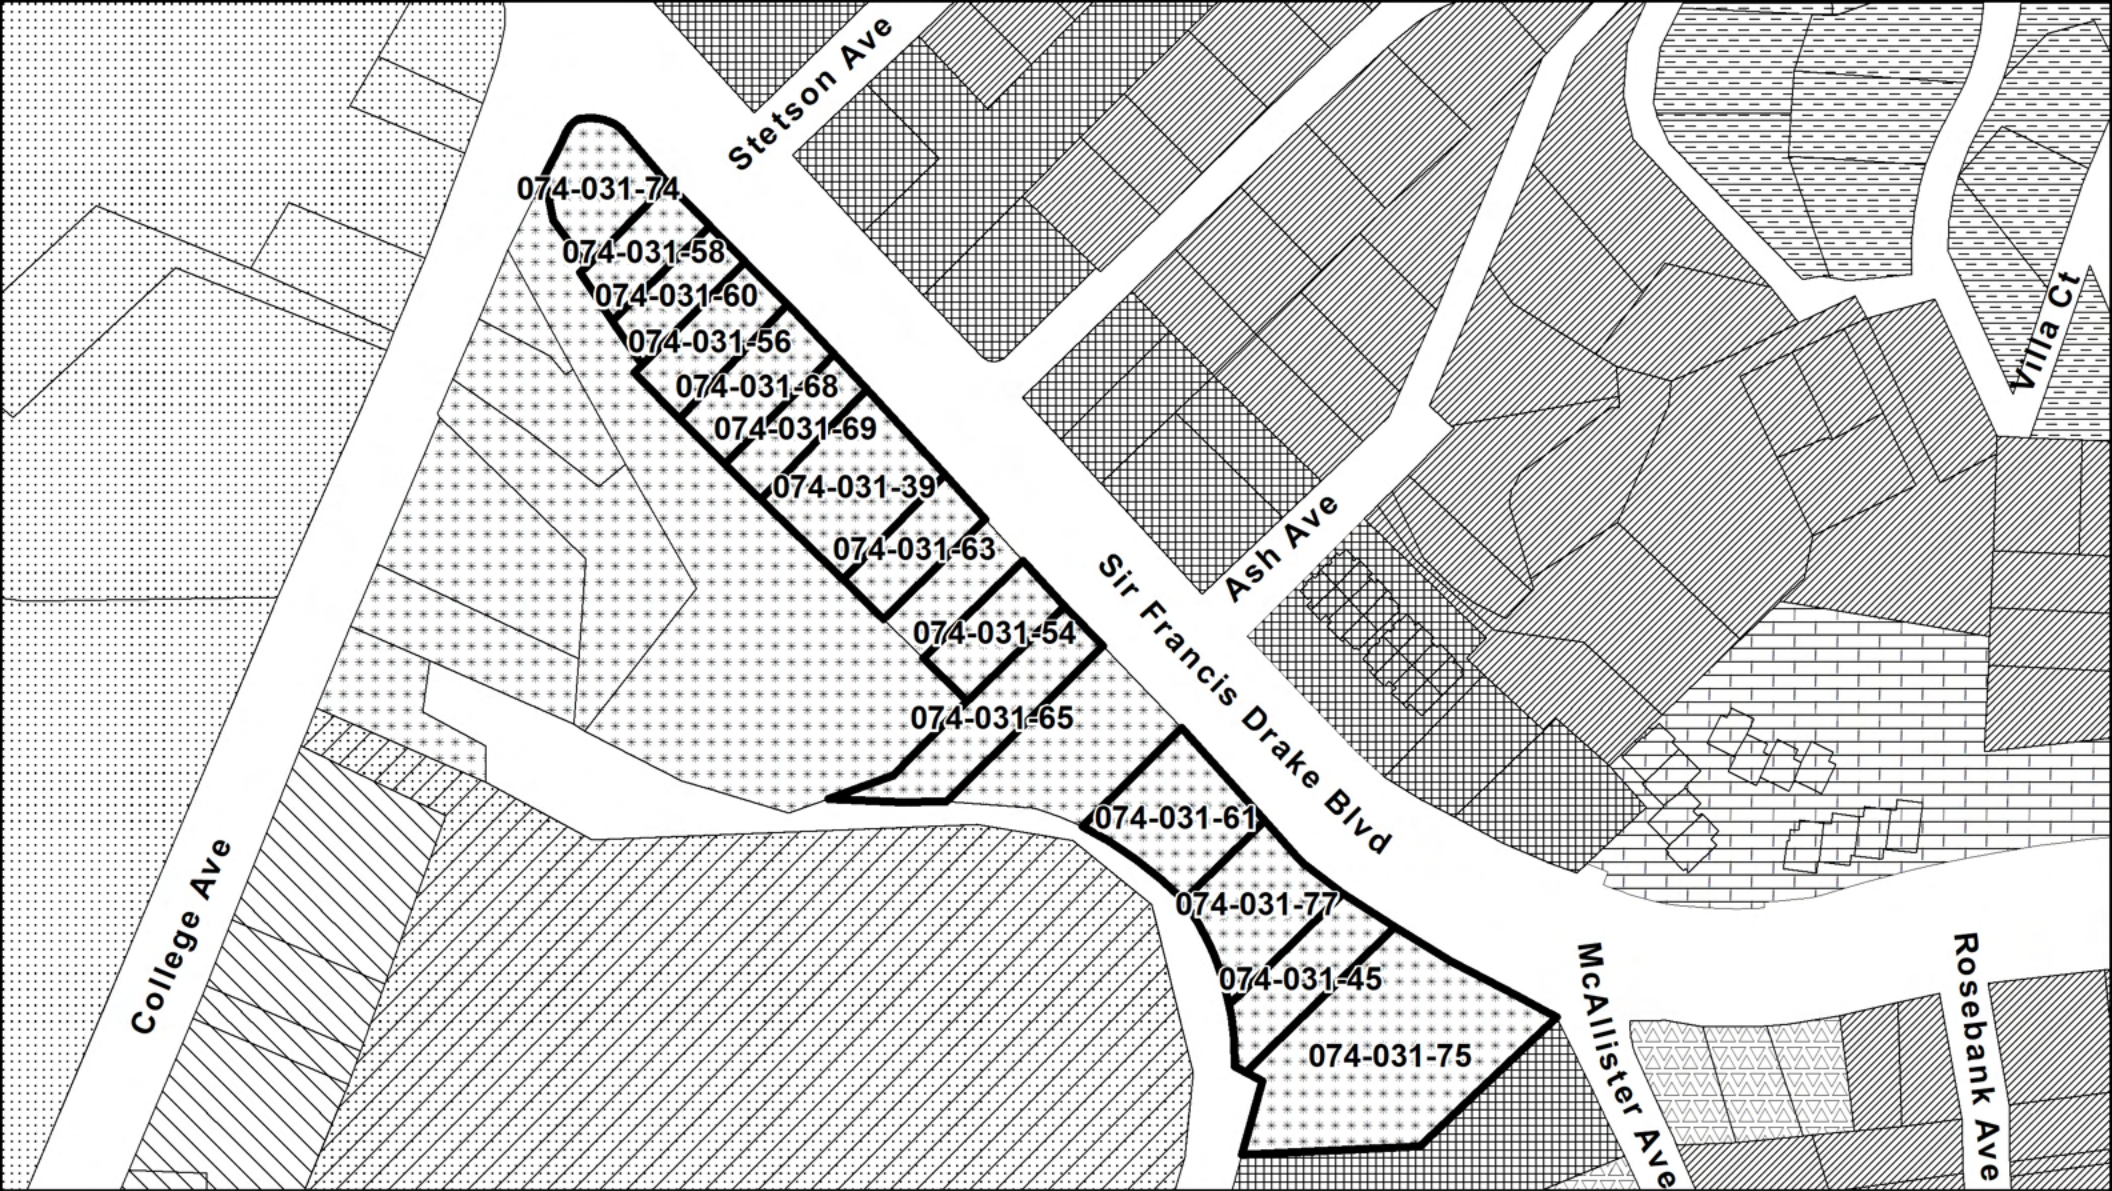 Stetson Ave
074-031-74
074-031-58
074-031-60
074-031-56
074-031-68
074-031-69
074-031-39
074-031-63
074-031-54
074-031-65
074-031-61
074-031-77
074-031-45
074-031-75
Villa Ct
Ash Ave
Sir Francis Drake Blvd
College Ave
McAllister Ave
Rosebank Ave